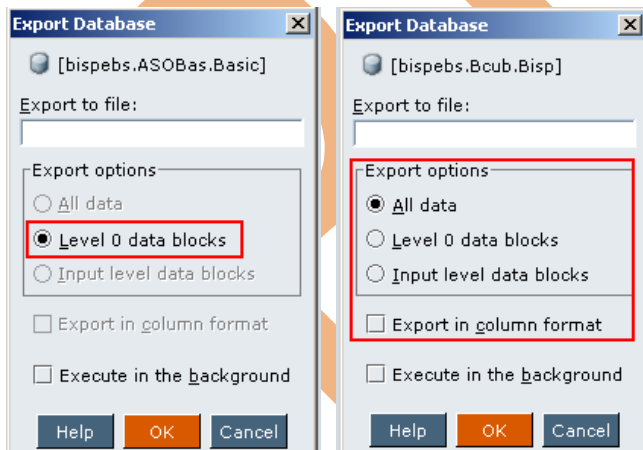 Export Database
[bispebs.ASOBas.Basic]
Export to file:
Export options
All data
Level 0 data blocks
Input level data blocks
Export in column format
Execute in the background
Help OK Cancel
Export Database
[bispebs.Bcub.Bisp]
Export to file:
Export options
All data
Level 0 data blocks
Input level data blocks
Export in column format
Execute in the background
Help OK Cancel